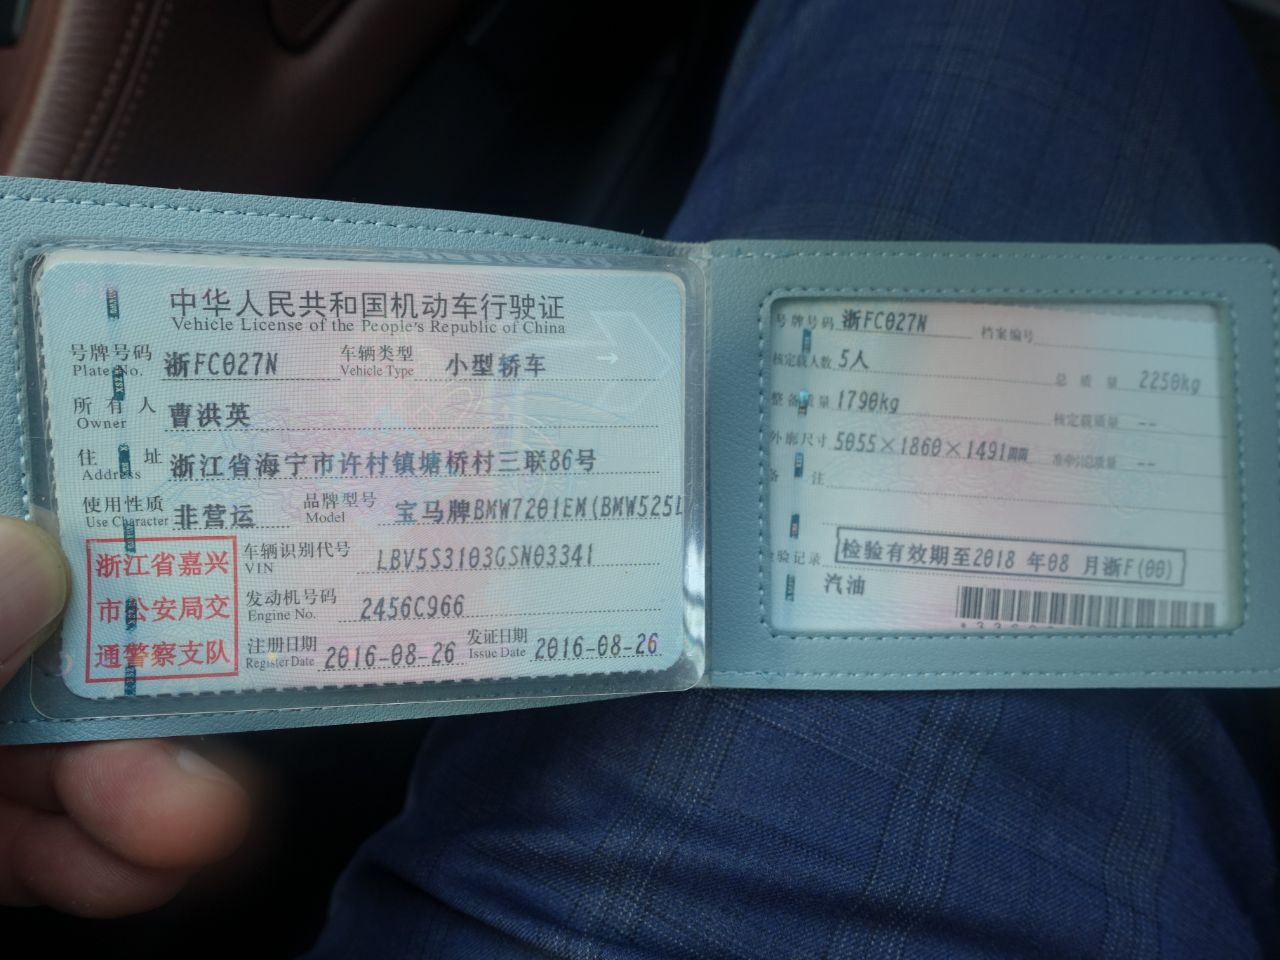 中华人民共和国机动车行驶证
Vehicle License of the People's Republic of China
号牌号码 浙FC027N 车辆类型 小型轿车
Plate No. Vehicle Type
所有人 曹洪英
Owner
住址 浙江省海宁市许村镇塘桥村三联86号
Address
使用性质 非营运 品牌型号 宝马牌BMW7201EM(BMW525L
Use Character Model
浙江省嘉兴
市公安局交
通警察支队
车辆识别代号 LBV5S3103GSN03341
VIN
发动机号码 2456C966
Engine No.
注册日期 2016-08-26 发证日期 2016-08-26
Register Date Issue Date
号牌号码 浙FC027N 档案编号
核定载人数 5人 总质量 2250kg
整备质量 1790kg 核定载质量 --
外廓尺寸 5055×1860×1491 准牵引总质量 --
备注
检验记录 检验有效期至2018年08月浙F(00)
汽油